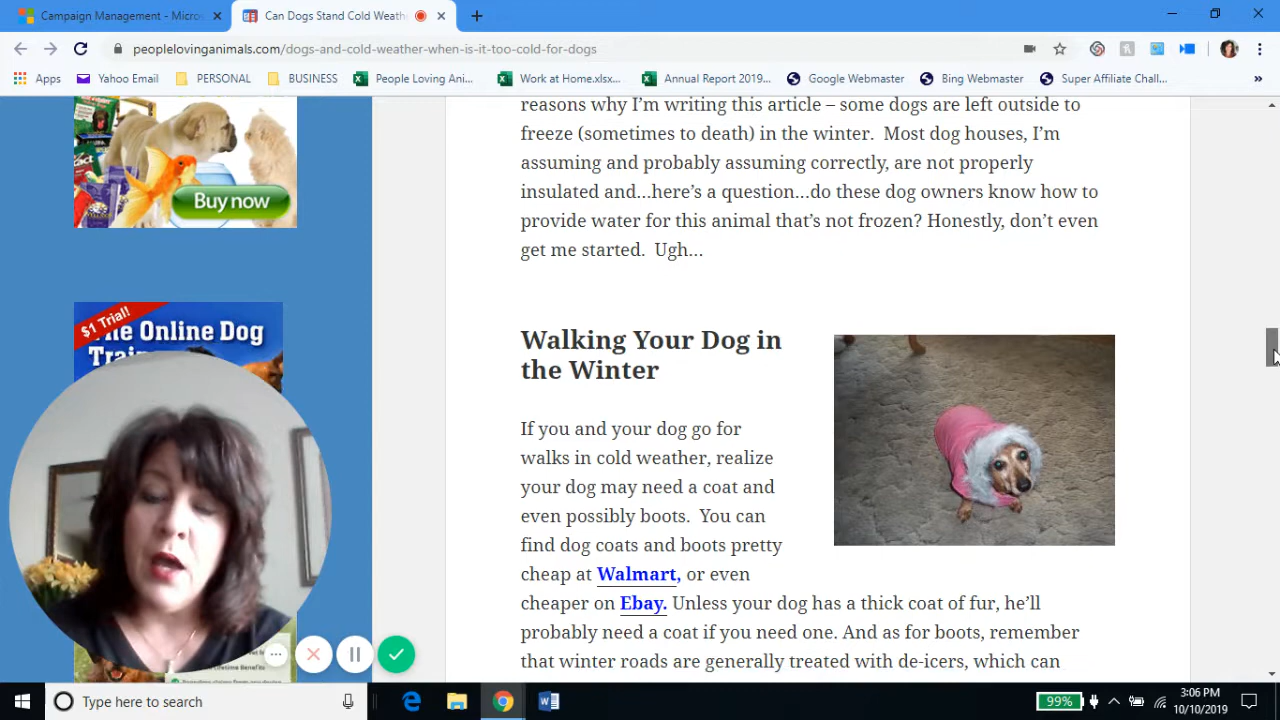 Campaign Management - Micros
Can Dogs Stand Cold Weath
peoplelovinganimals.com/dogs-and-cold-weather-when-is-it-too-cold-for-dogs
Apps
Yahoo Email
PERSONAL
BUSINESS
People Loving Ani...
Work at Home.xlsx...
Annual Report 2019...
Google Webmaster
Bing Webmaster
Super Affiliate Chall...
»
Buy now
$1 Trial!
The Online Dog
Train
reasons why I'm writing this article – some dogs are left outside to
freeze (sometimes to death) in the winter. Most dog houses, I'm
assuming and probably assuming correctly, are not properly
insulated and…here's a question…do these dog owners know how to
provide water for this animal that's not frozen? Honestly, don't even
get me started. Ugh…
Walking Your Dog in
the Winter
If you and your dog go for
walks in cold weather, realize
your dog may need a coat and
even possibly boots. You can
find dog coats and boots pretty
cheap at Walmart, or even
cheaper on Ebay. Unless your dog has a thick coat of fur, he'll
probably need a coat if you need one. And as for boots, remember
that winter roads are generally treated with de-icers, which can
Type here to search
99%
3:06 PM
10/10/2019